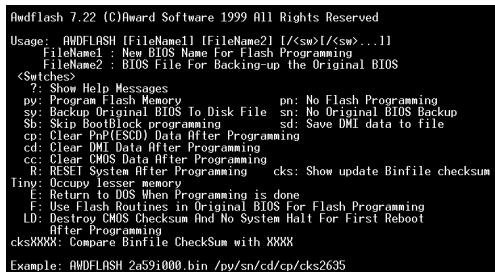 Awdflash 7.22 (C)Award Software 1999 All Rights Reserved
Usage: AWDFLASH [FileName1] [FileName2] [/<sw>[/<sw>...]]
FileName1 : New BIOS Name For Flash Programming
FileName2 : BIOS File For Backing-up the Original BIOS
<Swtches>
?: Show Help Messages
py: Program Flash Memory pn: No Flash Programming
sy: Backup Original BIOS To Disk File sn: No Original BIOS Backup
Sb: Skip BootBlock programming sd: Save DMI data to file
cp: Clear PnP(ESCD) Data After Programming
cd: Clear DMI Data After Programming
cc: Clear CMOS Data After Programming
R: RESET System After Programming cks: Show update Binfile checksum
Tiny: Occupy lesser memory
E: Return to DOS When Programming is done
F: Use Flash Routines in Original BIOS For Flash Programming
LD: Destroy CMOS Checksum And No System Halt For First Reboot
After Programming
cksXXXX: Compare Binfile CheckSum with XXXX
Example: AWDFLASH 2a59i000.bin /py/sn/cd/cp/cks2635